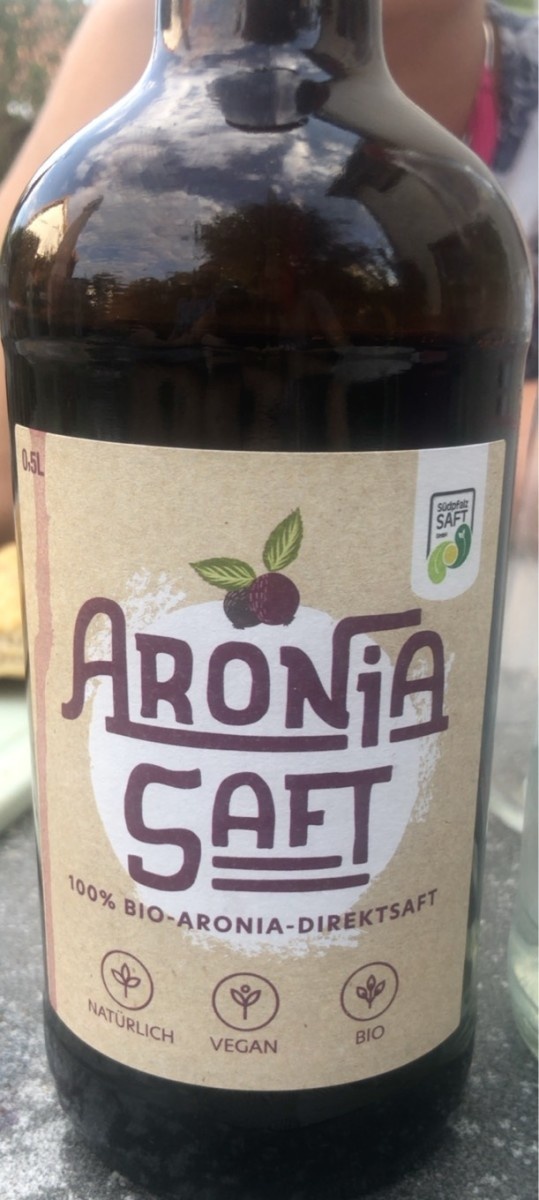 0,5L
Südpfalz
SAFT
ARONIA
SAFT
100% BIO-ARONIA-DIREKTSAFT
NATÜRLICH
VEGAN
BIO